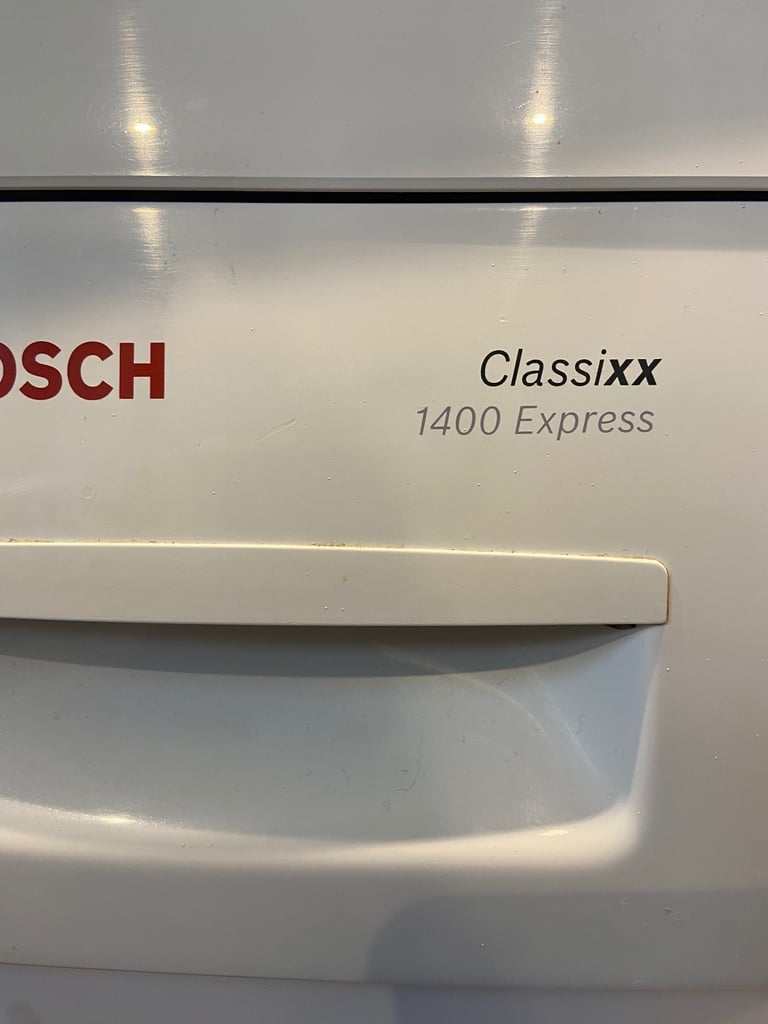 OSCH
Classixx
1400 Express